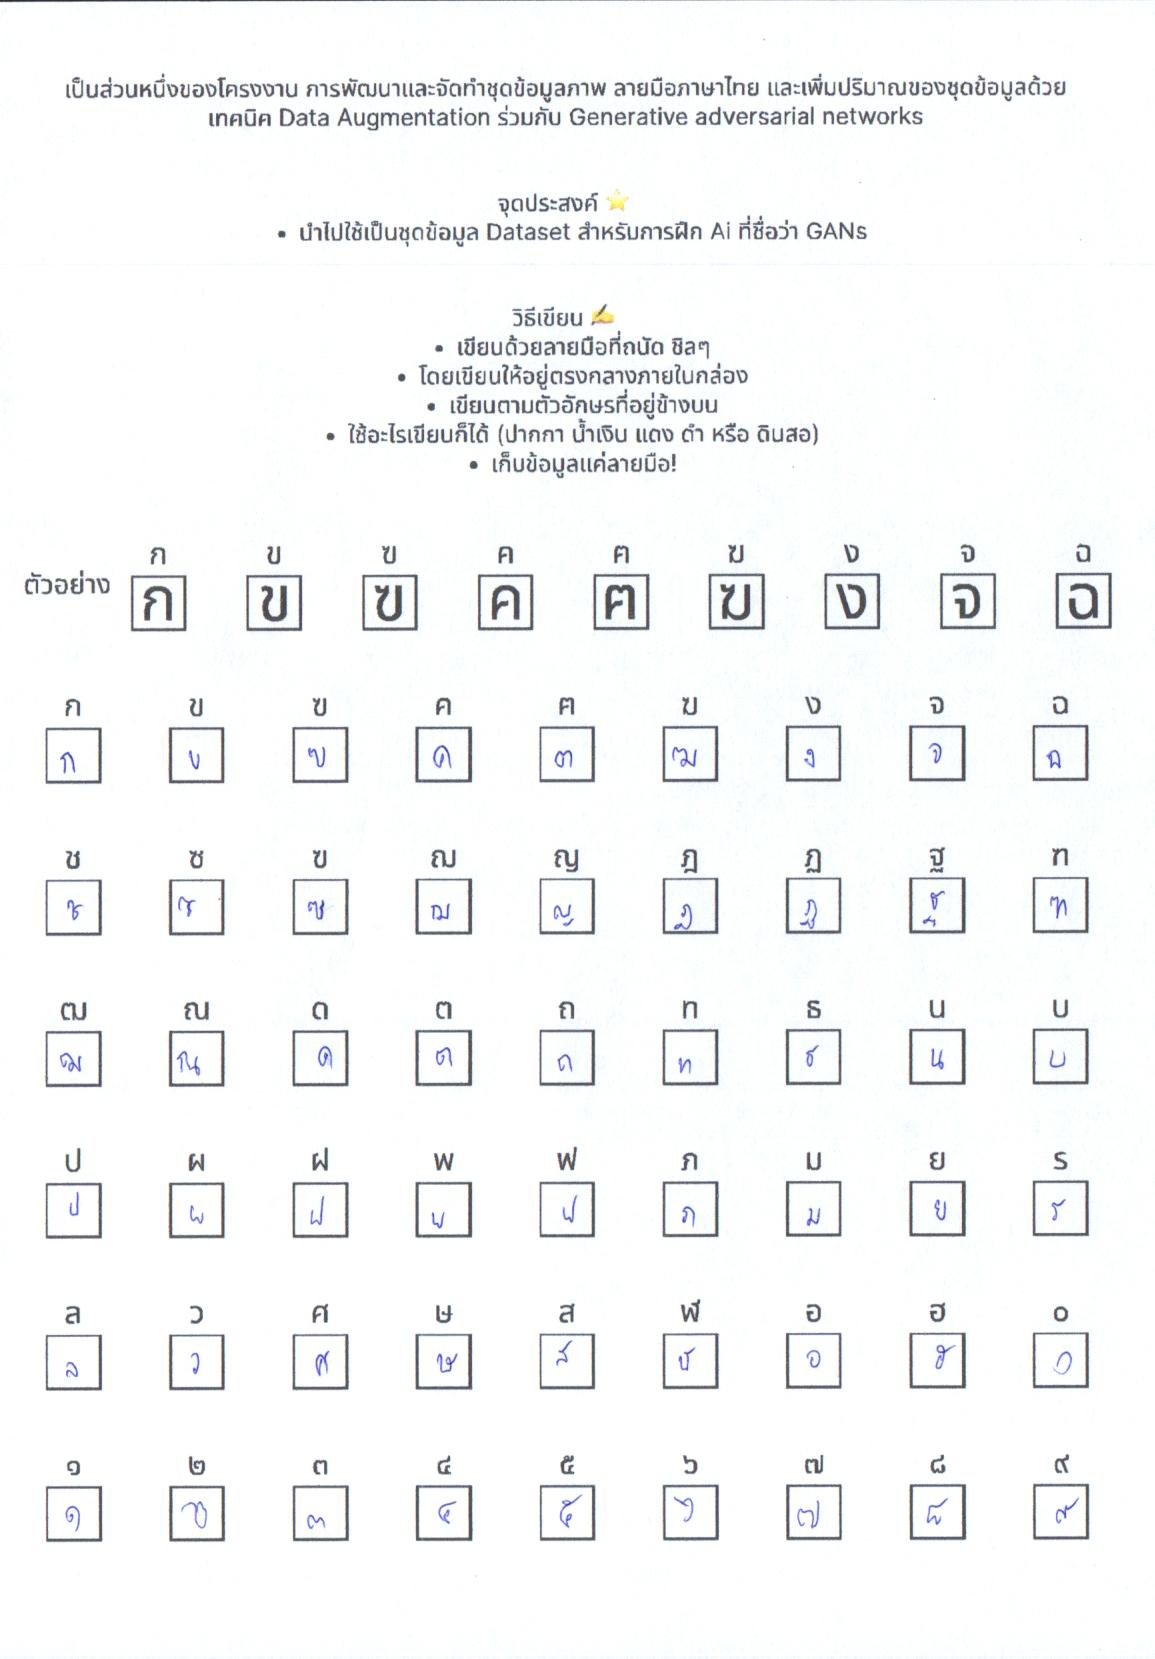 เป็นส่วนหนึ่งของโครงงาน การพัฒนาและจัดทำชุดข้อมูลภาพ ลายมือภาษาไทย และเพิ่มปริมาณของชุดข้อมูลด้วย
เทคนิค Data Augmentation ร่วมกับ Generative adversarial networks
จุดประสงค์ ⭐
• นำไปใช้เป็นชุดข้อมูล Dataset สำหรับการฝึก Ai ที่ชื่อว่า GANs
วิธีเขียน ✍
• เขียนด้วยลายมือที่ถนัด ชิลๆ
• โดยเขียนให้อยู่ตรงกลางภายในกล่อง
• เขียนตามตัวอักษรที่อยู่ข้างบน
• ใช้อะไรเขียนก็ได้ (ปากกา น้ำเงิน แดง ดำ หรือ ดินสอ)
• เก็บข้อมูลแค่ลายมือ!
ก ข ฃ ค ฅ ฆ ง จ ฉ
ตัวอย่าง ก ข ฃ ค ฅ ฆ ง จ ฉ
ก ข ฃ ค ฅ ฆ ง จ ฉ
ก ข ฃ ค ฅ ฆ ง จ ฉ
ช ซ ฃ ฌ ญ ฎ ฏ ฐ ฑ
ช ซ ฃ ฌ ญ ฎ ฏ ฐ ฑ
ฒ ณ ด ต ถ ท ธ น บ
ฒ ณ ด ต ถ ท ธ น บ
ป ผ ฝ พ ฟ ภ ม ย ร
ป ผ ฝ พ ฟ ภ ม ย ร
ล ว ศ ษ ส ฬ อ ฮ ๐
ล ว ศ ษ ส ฬ อ ฮ ๐
๑ ๒ ๓ ๔ ๕ ๖ ๗ ๘ ๙
๑ ๒ ๓ ๔ ๕ ๖ ๗ ๘ ๙